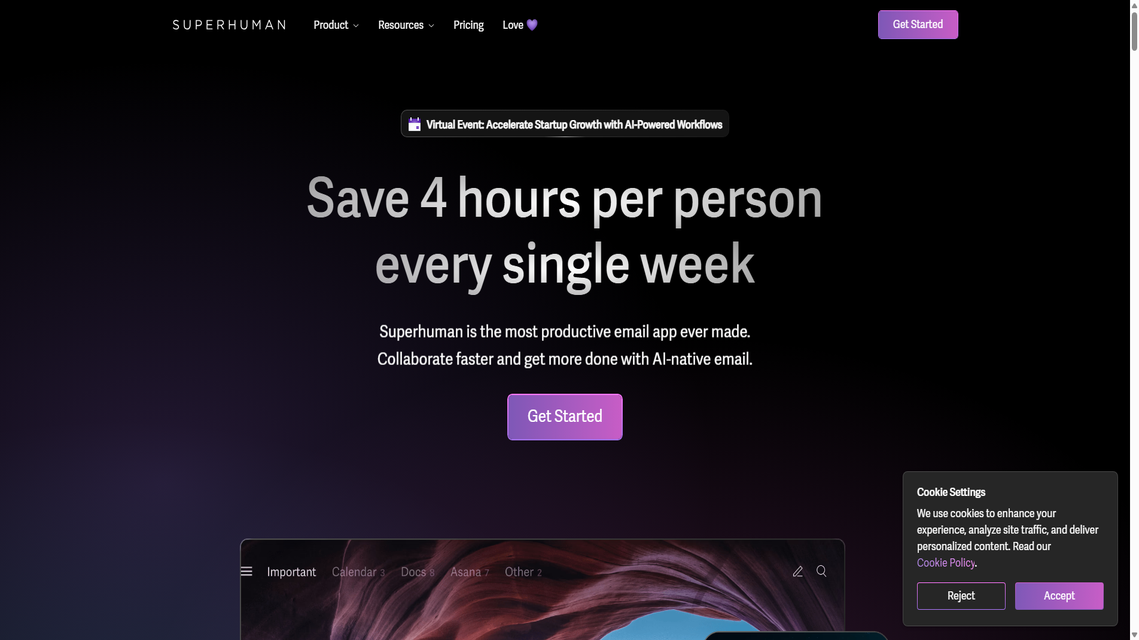 SUPERHUMAN Product Resources Pricing Love 💜 Get Started
Virtual Event: Accelerate Startup Growth with AI-Powered Workflows
Save 4 hours per person
every single week
Superhuman is the most productive email app ever made.
Collaborate faster and get more done with AI-native email.
Get Started
Cookie Settings
We use cookies to enhance your
experience, analyze site traffic, and deliver
personalized content. Read our
Cookie Policy.
Reject Accept
Important Calendar 3 Docs 8 Asana 7 Other 2